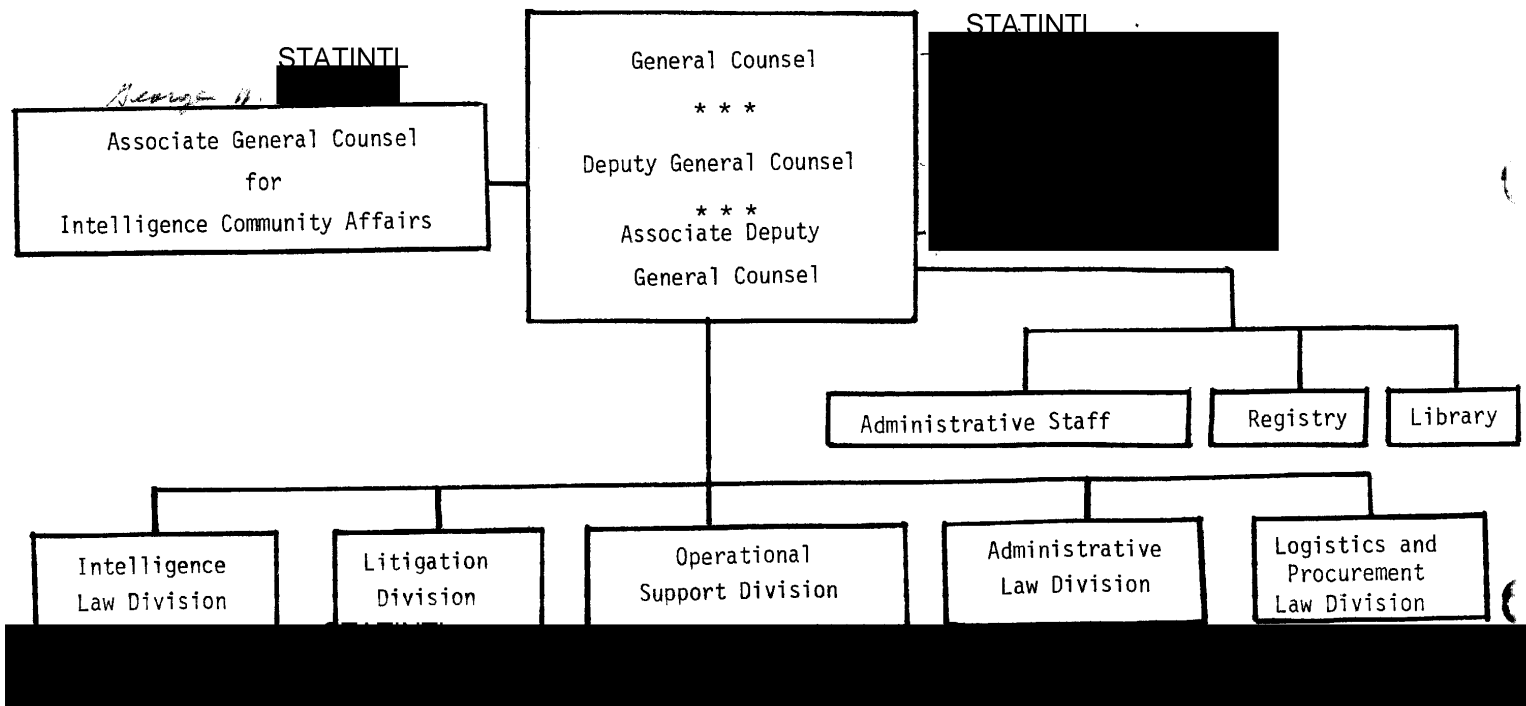 STATINTL
STATINTL
George
General Counsel
* * *
Deputy General Counsel
* * *
Associate Deputy
General Counsel
Associate General Counsel
for
Intelligence Community Affairs
Administrative Staff
Registry
Library
Intelligence
Law Division
Litigation
Division
Operational
Support Division
Administrative
Law Division
Logistics and
Procurement
Law Division